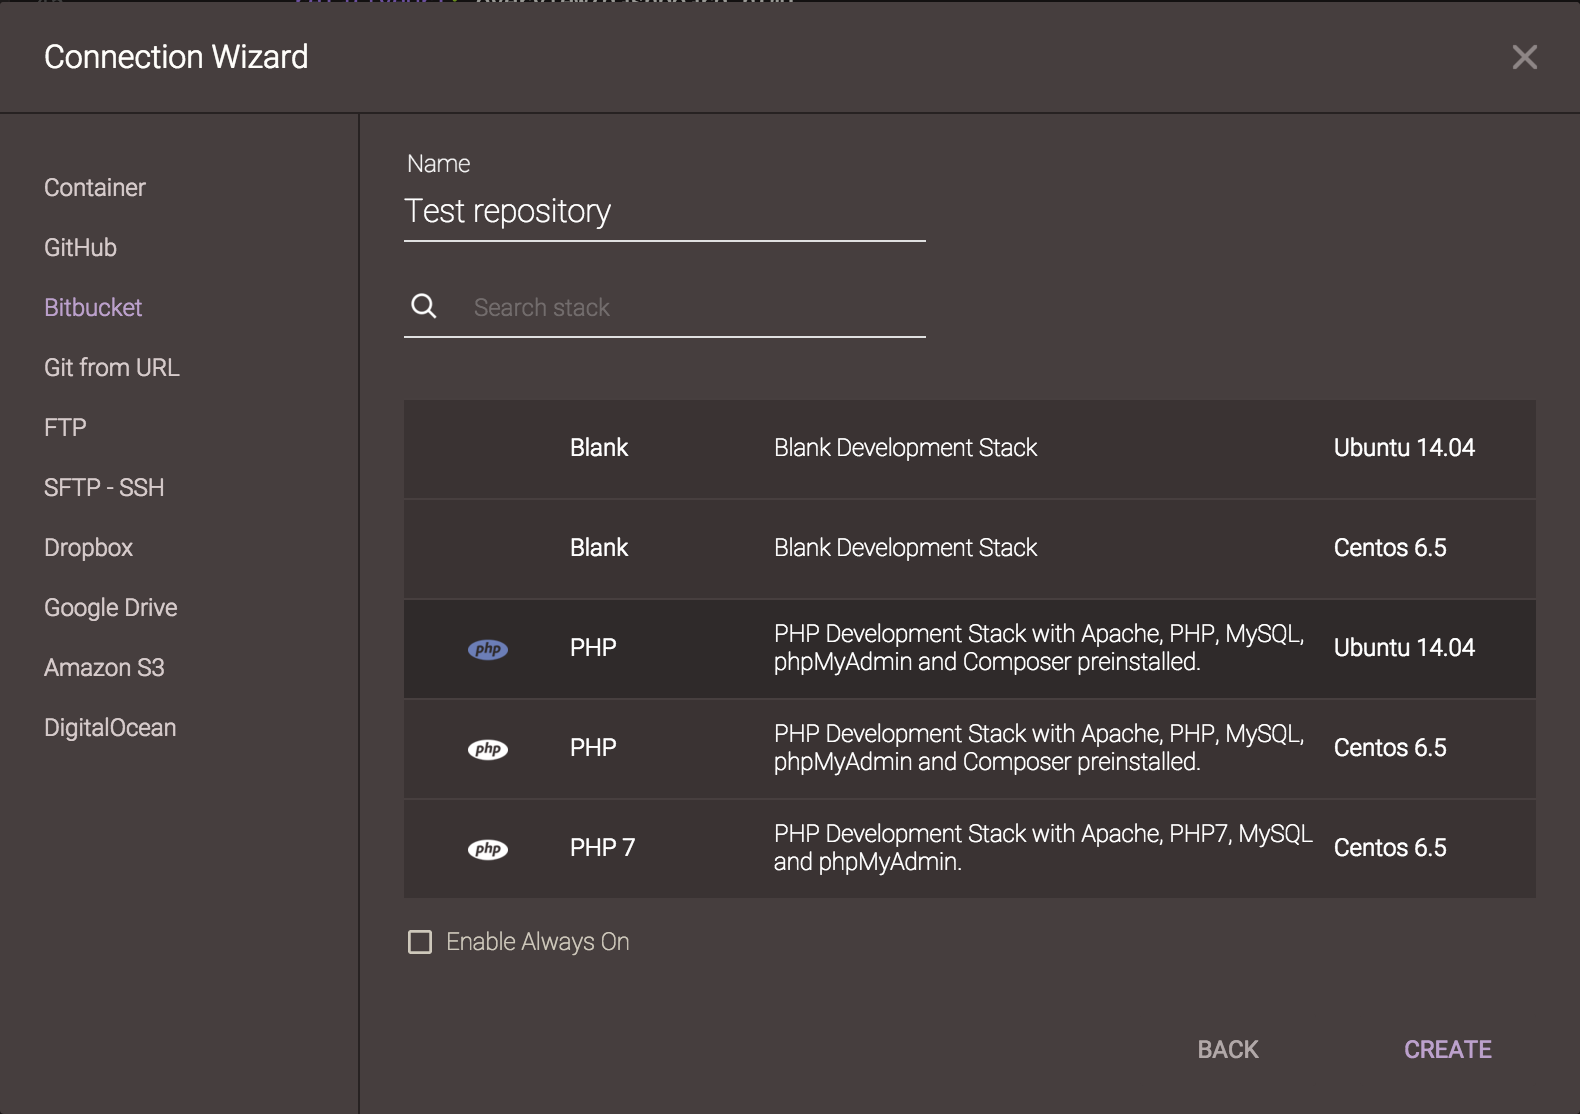 Connection Wizard
Container
GitHub
Bitbucket
Git from URL
FTP
SFTP - SSH
Dropbox
Google Drive
Amazon S3
DigitalOcean
Name
Test repository
Search stack
Blank Blank Development Stack Ubuntu 14.04
Blank Blank Development Stack Centos 6.5
php PHP PHP Development Stack with Apache, PHP, MySQL, Ubuntu 14.04
phpMyAdmin and Composer preinstalled.
php PHP PHP Development Stack with Apache, PHP, MySQL, Centos 6.5
phpMyAdmin and Composer preinstalled.
php PHP 7 PHP Development Stack with Apache, PHP7, MySQL Centos 6.5
and phpMyAdmin.
Enable Always On
BACK CREATE